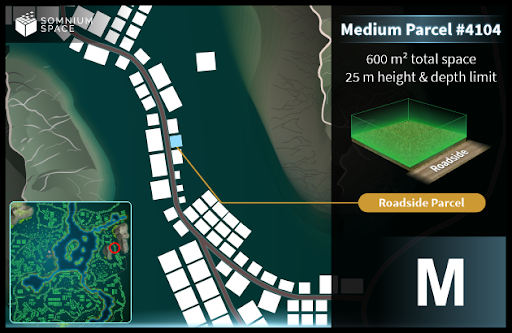 SOMNIUM
SPACE
Medium Parcel #4104
600 m² total space
25 m height & depth limit
Roadside
Roadside Parcel
M